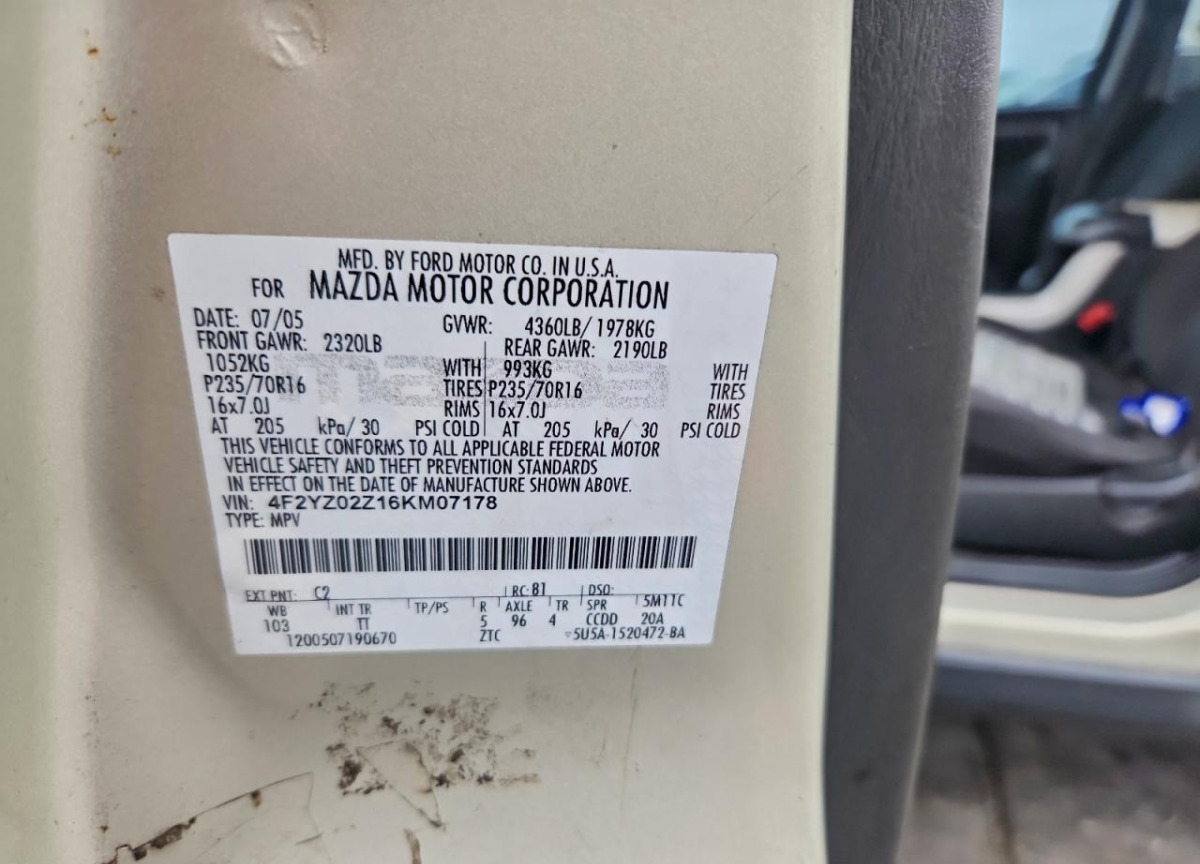 MFD. BY FORD MOTOR CO. IN U.S.A.
FOR MAZDA MOTOR CORPORATION
DATE: 07/05 GVWR: 4360LB/1978KG
FRONT GAWR: 2320LB REAR GAWR: 2190LB
1052KG WITH 993KG WITH
P235/70R16 TIRES P235/70R16 TIRES
16x7.0J RIMS 16x7.0J RIMS
AT 205 kPa/ 30 PSI COLD AT 205 kPa/ 30 PSI COLD
THIS VEHICLE CONFORMS TO ALL APPLICABLE FEDERAL MOTOR
VEHICLE SAFETY AND THEFT PREVENTION STANDARDS
IN EFFECT ON THE DATE OF MANUFACTURE SHOWN ABOVE.
VIN: 4F2YZ02Z16KM07178
TYPE: MPV
EXT PNT: C2 RC: 81 DSO:
WB INT TR TP/PS R AXLE TR SPR 5M11C
103 TT 5 96 4 CCDD 20A
1200507190670 ZTC 5U5A-1520472-BA